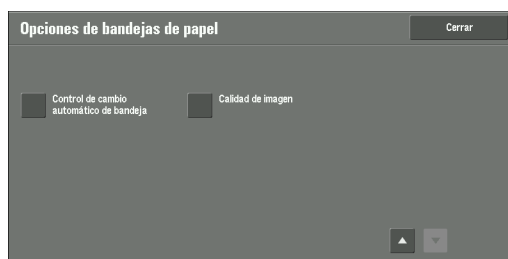 Opciones de bandejas de papel
Cerrar
Control de cambio
automático de bandeja
Calidad de imagen